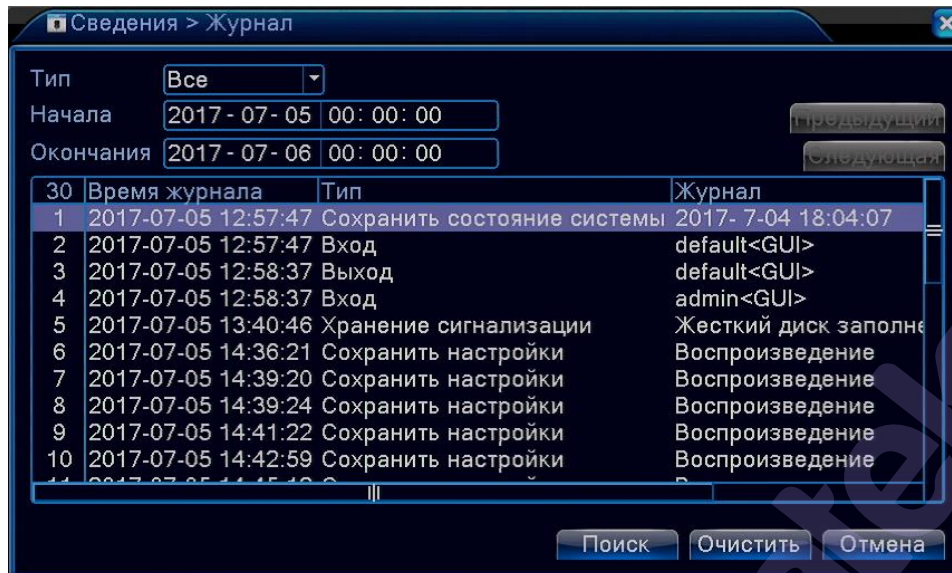 Сведения > Журнал
Тип Все
Начала 2017 - 07 - 05 00: 00: 00
Предыдущий
Окончания 2017 - 07 - 06 00: 00: 00
Следующая
30 Время журнала Тип Журнал
1 2017-07-05 12:57:47 Сохранить состояние системы 2017- 7-04 18:04:07
2 2017-07-05 12:57:47 Вход default<GUI>
3 2017-07-05 12:58:37 Выход default<GUI>
4 2017-07-05 12:58:37 Вход admin<GUI>
5 2017-07-05 13:40:46 Хранение сигнализации Жесткий диск заполне
6 2017-07-05 14:36:21 Сохранить настройки Воспроизведение
7 2017-07-05 14:39:20 Сохранить настройки Воспроизведение
8 2017-07-05 14:39:24 Сохранить настройки Воспроизведение
9 2017-07-05 14:41:22 Сохранить настройки Воспроизведение
10 2017-07-05 14:42:59 Сохранить настройки Воспроизведение
Поиск Очистить Отмена